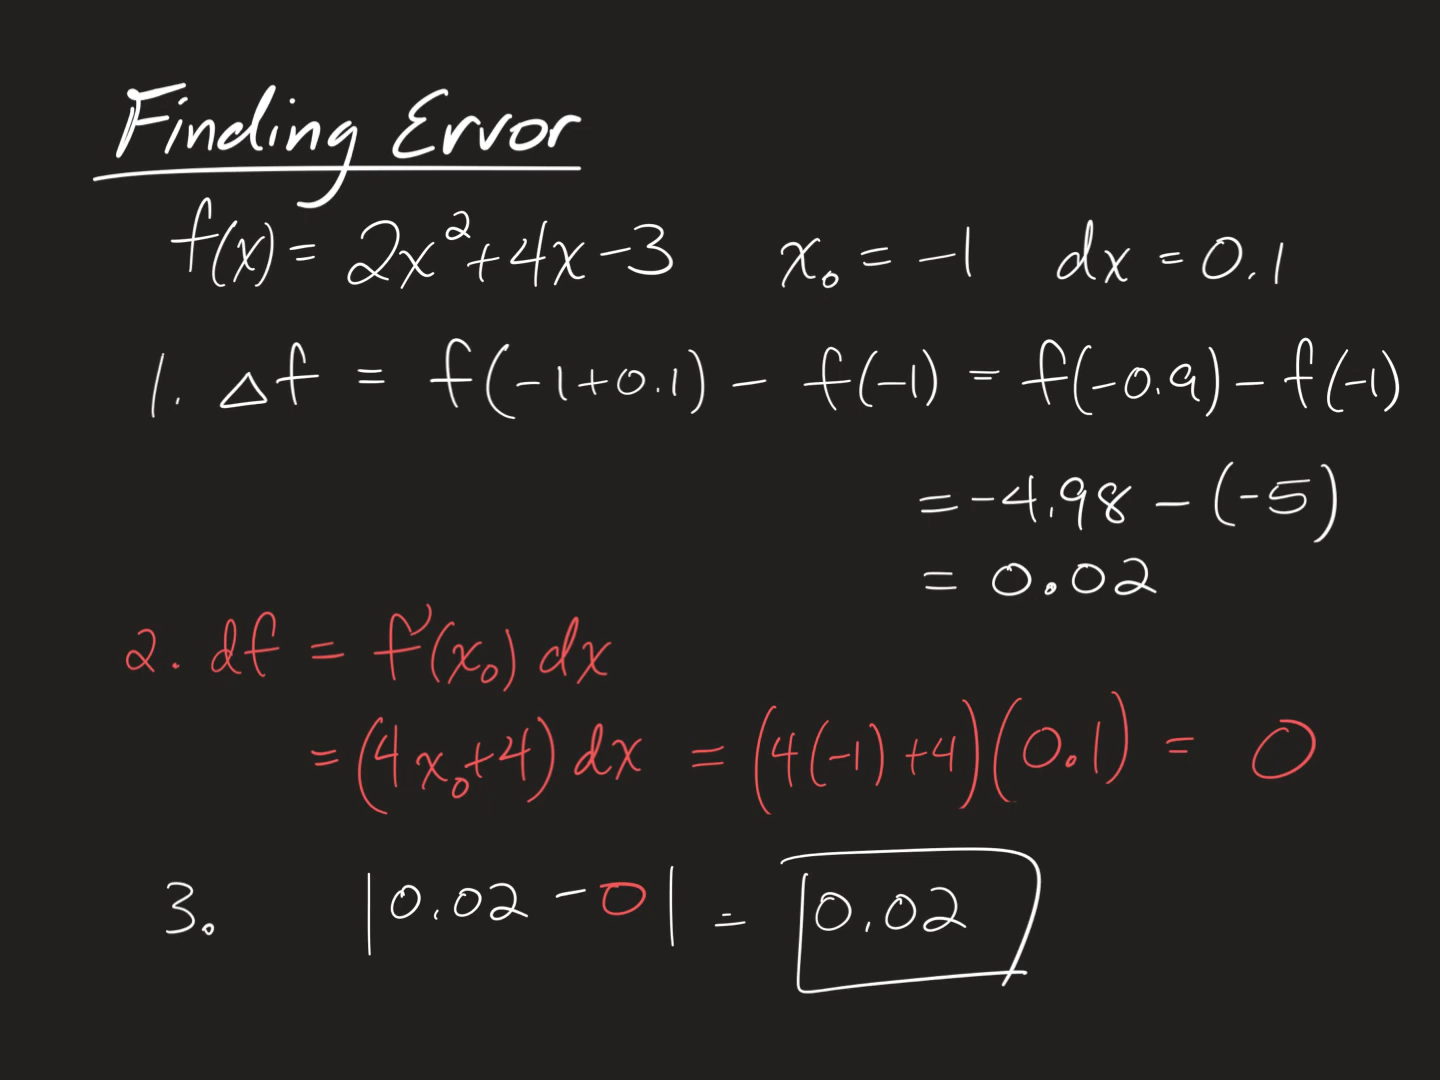 Finding Error
f(x) = 2x²+4x-3 x₀ = -1 dx = 0.1
1. Δf = f(-1+0.1) - f(-1) = f(-0.9) - f(-1)
= -4.98 - (-5)
= 0.02
2. df = f'(x₀) dx
= (4x₀+4) dx = (4(-1)+4)(0.1) = 0
3. |0.02 - 0| = 0.02